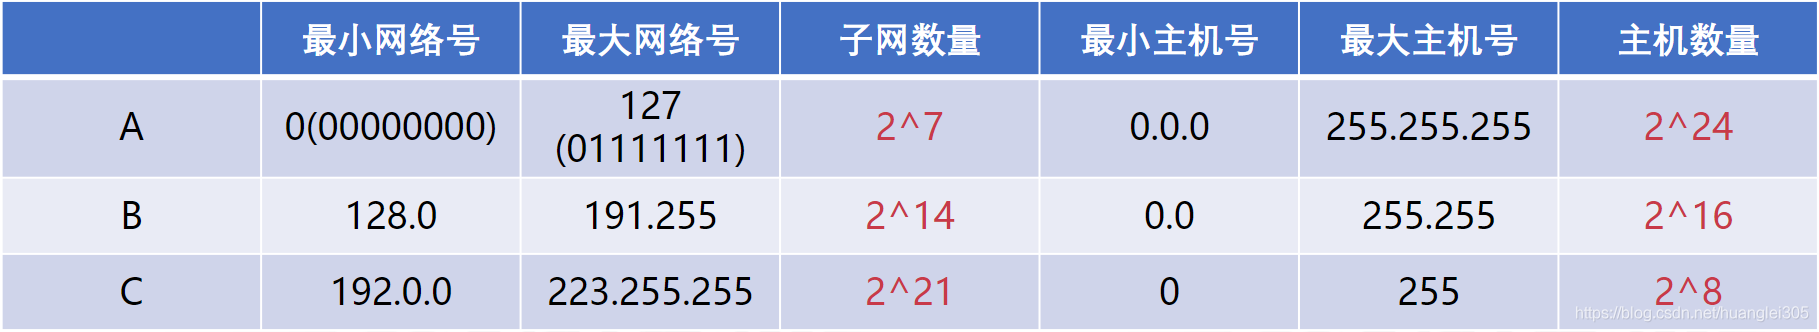 最小网络号 最大网络号 子网数量 最小主机号 最大主机号 主机数量
A 0(00000000) 127 (01111111) 2^7 0.0.0 255.255.255 2^24
B 128.0 191.255 2^14 0.0 255.255 2^16
C 192.0.0 223.255.255 2^21 0 255 2^8
https://blog.csdn.net/huanglei305